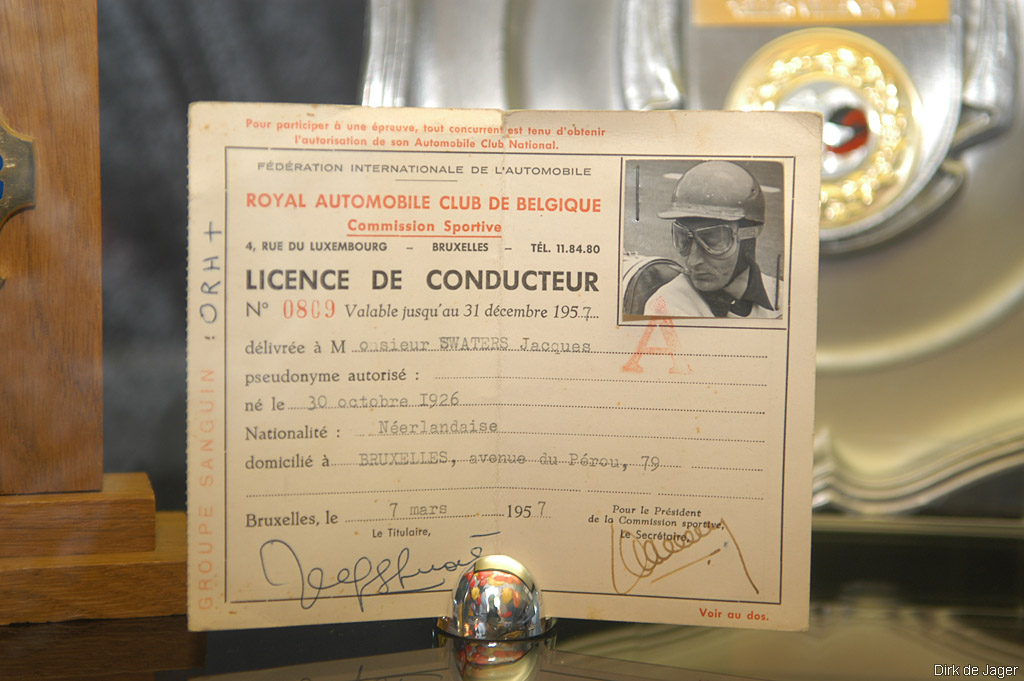 Pour participer à une épreuve, tout concurrent est tenu d'obtenir
l'autorisation de son Automobile Club National.
FÉDÉRATION INTERNATIONALE DE L'AUTOMOBILE
ROYAL AUTOMOBILE CLUB DE BELGIQUE
Commission Sportive
4, RUE DU LUXEMBOURG – BRUXELLES – TÉL. 11.84.80
LICENCE DE CONDUCTEUR
N° 0869 Valable jusqu'au 31 décembre 1957
A
délivrée à Monsieur SWATERS Jacques
pseudonyme autorisé :
né le 30 octobre 1926
Nationalité : Néerlandaise
domicilié à BRUXELLES, avenue du Pérou, 79
Bruxelles, le 7 mars 1957
Le Titulaire,
Pour le Président
de la Commission sportive,
Le Secrétaire,
Voir au dos.
GROUPE SANGUIN : ORH +
Dirk de Jager